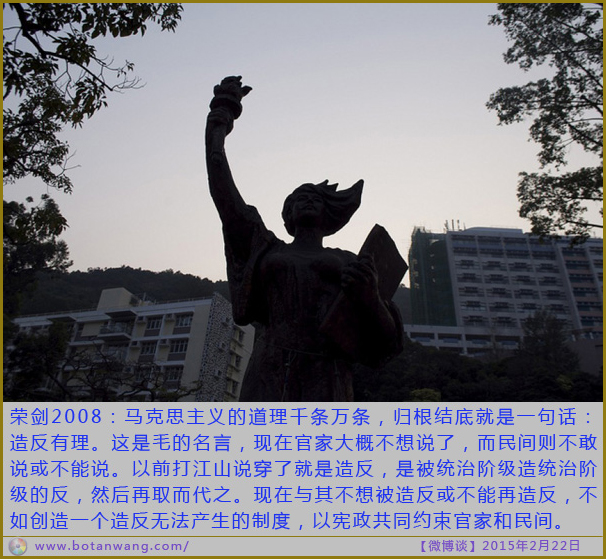 荣剑2008：马克思主义的道理千条万条，归根结底就是一句话：
造反有理。这是毛的名言，现在官家大概不想说了，而民间则不敢
说或不能说。以前打江山说穿了就是造反，是被统治阶级造统治阶
级的反，然后再取而代之。现在与其不想被造反或不能再造反，不
如创造一个造反无法产生的制度，以宪政共同约束官家和民间。
www.botanwang.com/ 【微博谈】2015年2月22日